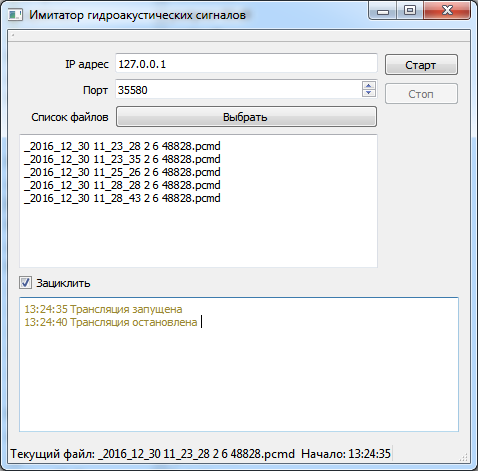 Имитатор гидроакустических сигналов
IP адрес 127.0.0.1 Старт
Порт 35580 Стоп
Список файлов Выбрать
_2016_12_30 11_23_28 2 6 48828.pcmd
_2016_12_30 11_23_35 2 6 48828.pcmd
_2016_12_30 11_25_26 2 6 48828.pcmd
_2016_12_30 11_28_28 2 6 48828.pcmd
_2016_12_30 11_28_43 2 6 48828.pcmd
Зациклить
13:24:35 Трансляция запущена
13:24:40 Трансляция остановлена
Текущий файл: _2016_12_30 11_23_28 2 6 48828.pcmd Начало: 13:24:35